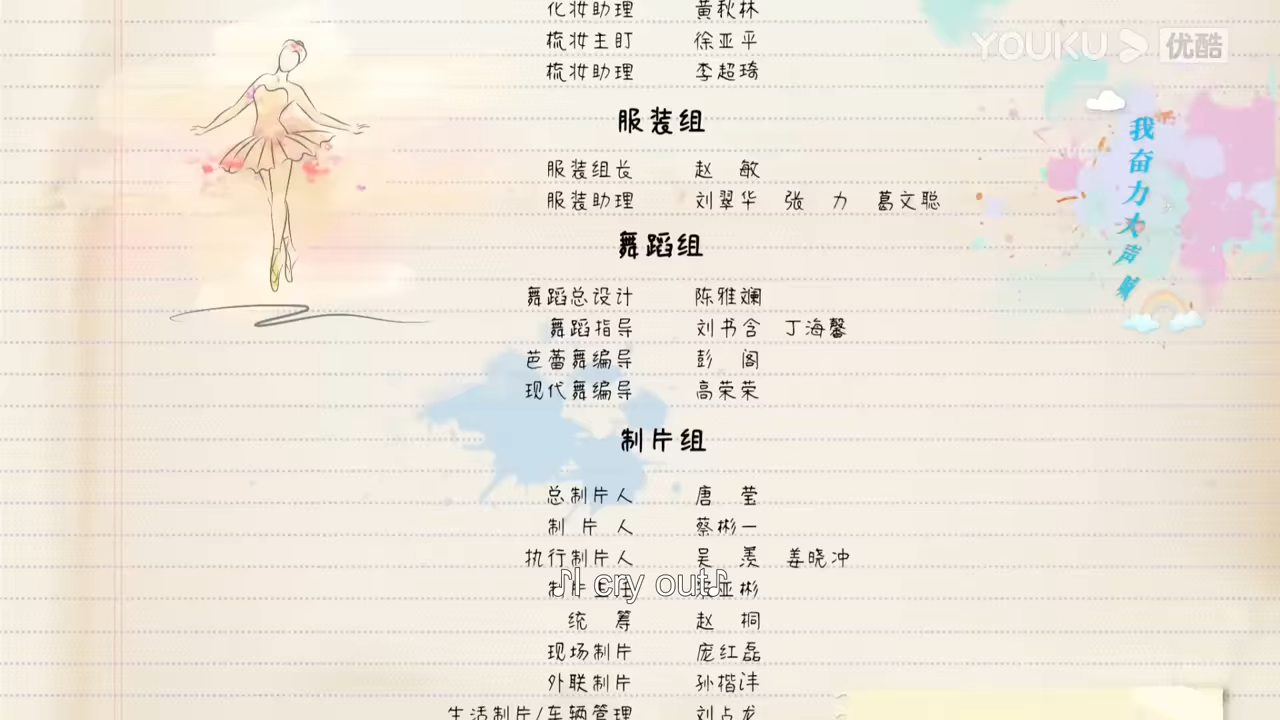 化妆助理 黄秋林
梳妆主盯 徐亚平
梳妆助理 李超琦
YOUKU 优酷
服装组
服装组长 赵 敏
服装助理 刘翠华 张 力 葛文聪
我奋力大声喊
舞蹈组
舞蹈总设计 陈雅斓
舞蹈指导 刘书含 丁海馨
芭蕾舞编导 彭 阁
现代舞编导 高荣荣
制片组
总制片人 唐 莹
制 片 人 蔡彬一
执行制片人 吴 羡 姜晓冲
制片 亚彬
♪I cry out♪
统 筹 赵 桐
现场制片 庞红磊
外联制片 孙楷沣
生活制片/车辆管理 刘占龙